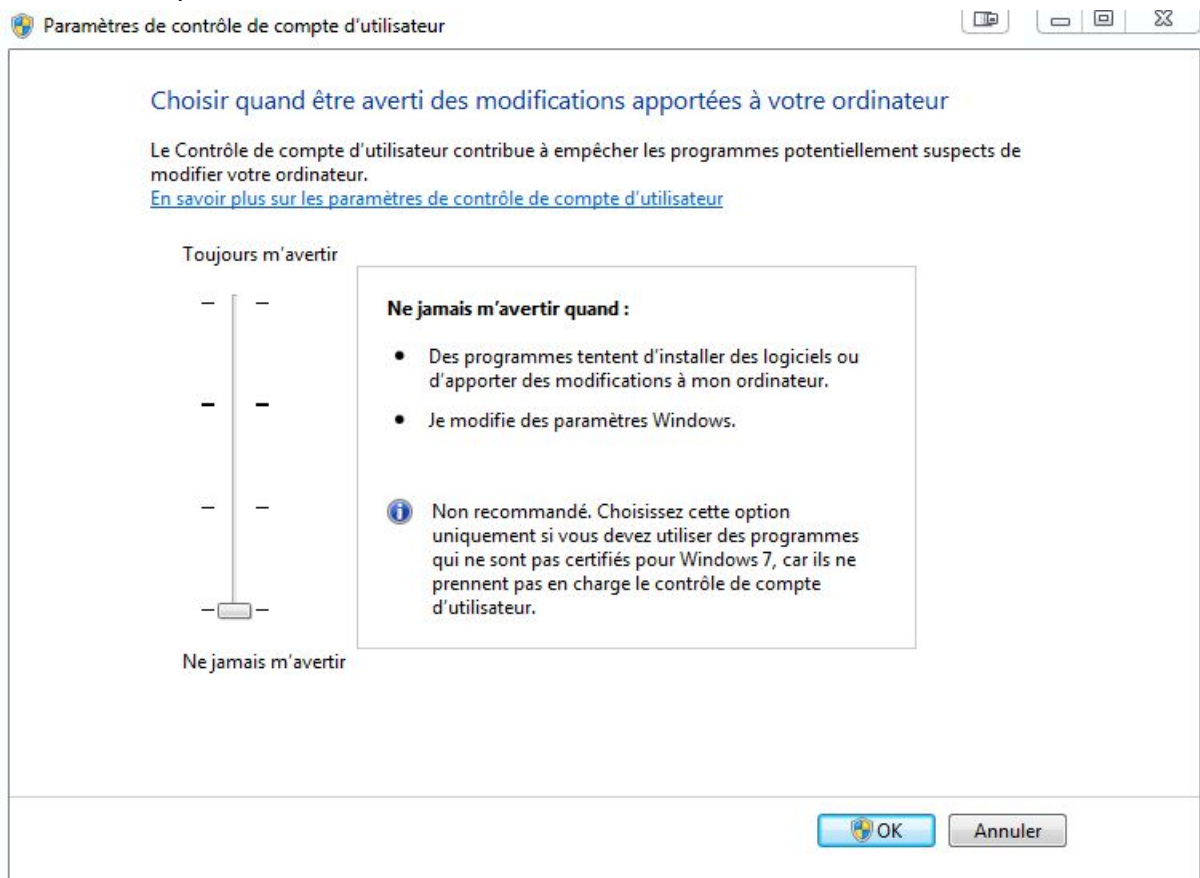 Paramètres de contrôle de compte d'utilisateur
Choisir quand être averti des modifications apportées à votre ordinateur
Le Contrôle de compte d'utilisateur contribue à empêcher les programmes potentiellement suspects de
modifier votre ordinateur.
En savoir plus sur les paramètres de contrôle de compte d'utilisateur
Toujours m'avertir
Ne jamais m'avertir quand :
• Des programmes tentent d'installer des logiciels ou
d'apporter des modifications à mon ordinateur.
• Je modifie des paramètres Windows.
Non recommandé. Choisissez cette option
uniquement si vous devez utiliser des programmes
qui ne sont pas certifiés pour Windows 7, car ils ne
prennent pas en charge le contrôle de compte
d'utilisateur.
Ne jamais m'avertir
OK Annuler